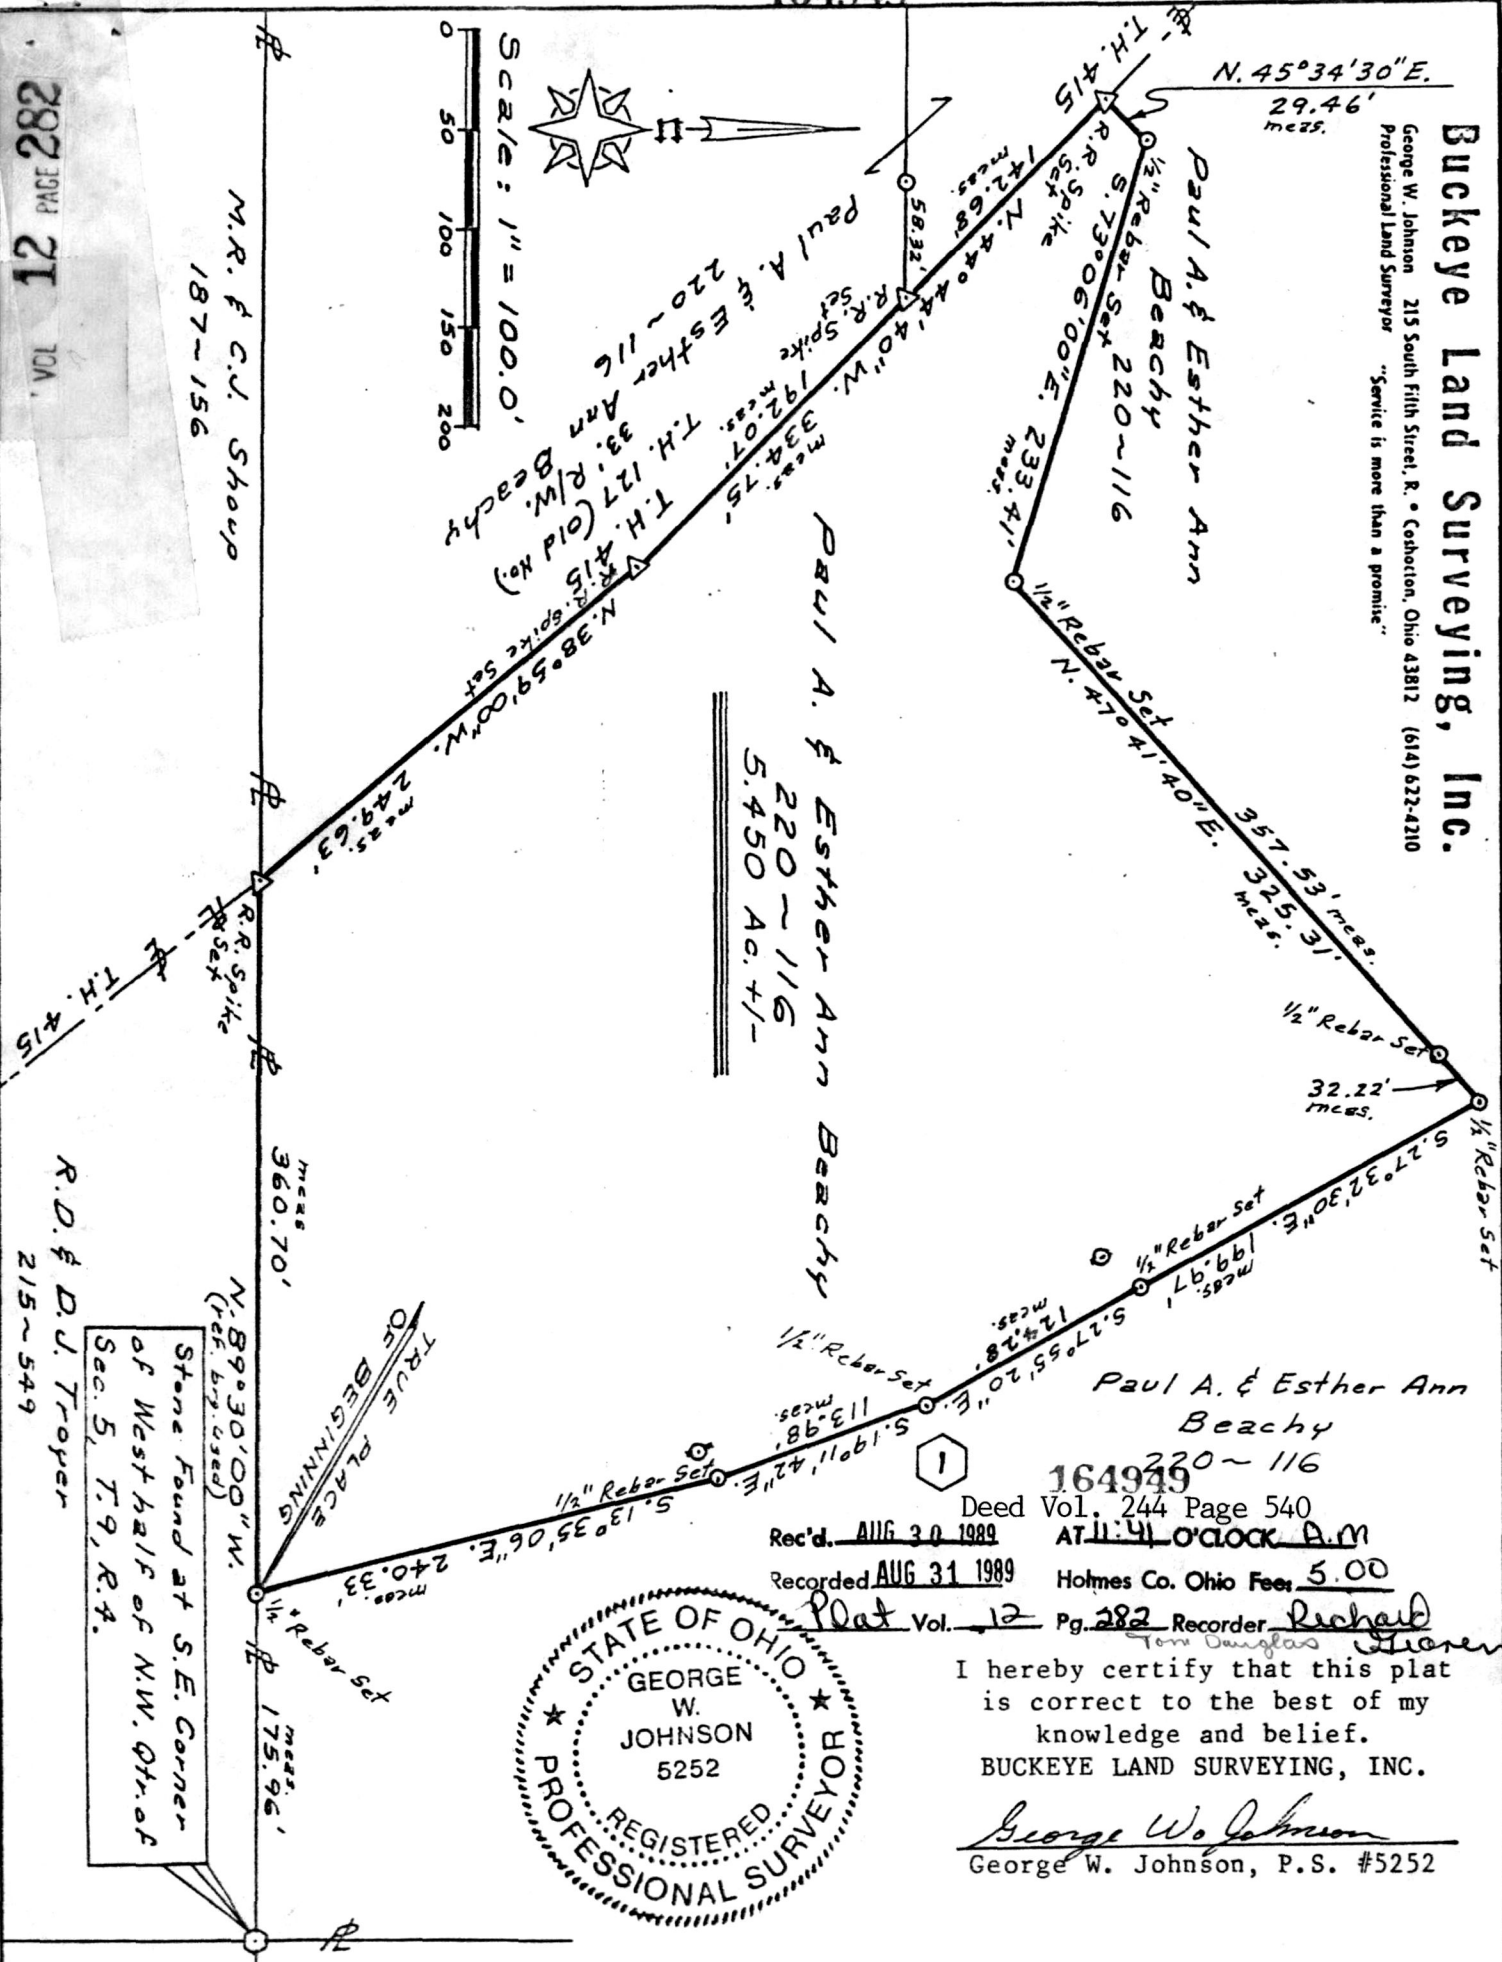 Buckeye Land Surveying, Inc.
George W. Johnson 215 South Fifth Street, R. • Coshocton, Ohio 43812 (614) 622-4210
Professional Land Surveyor "Service is more than a promise"
N. 45°34'30"E.
29.46'
meas.
Paul A. & Esther Ann
Beachy
220~116
½" Rebar Set
S. 73°06'00"E. 233.41'
meas.
½" Rebar Set
N. 47°41'40"E.
357.53' meas.
325.31'
meas.
½" Rebar Set
32.22'
meas.
½" Rebar Set
S. 27°32'30"E.
199.97'
meas.
½" Rebar Set
S. 27°55'20"E.
124.28'
meas.
½" Rebar Set
S. 19°11'42"E.
113.98'
meas.
½" Rebar Set
S. 13°35'06"E. 240.33'
meas.
½" Rebar Set
TRUE PLACE
OF BEGINNING
T.H. 415
R.R. Spike
Set
142.68'
meas.
N. 44°44'40"W.
58.32'
R.R. Spike
Set
192.07'
meas.
334.75'
meas.
T.H. 415
T.H. 127 (Old No.)
33' R/W.
Paul A. & Esther Ann Beachy
220~116
R.R. Spike Set
N. 38°59'00"W.
249.63'
meas.
R.R. Spike
Set
T.H. 415
Paul A. & Esther Ann Beachy
220~116
5.450 Ac. +/-
Scale: 1" = 100.0'
0 50 100 150 200
n
M.R. & C.J. Shoup
187~156
VOL 12 PAGE 282
meas
360.70'
N. 89°30'00"W.
(ref. brg. used)
R.D. & D.J. Troyer
215~549
meas.
175.96'
Stone Found at S.E. Corner
of West half of N.W. Qtr. of
Sec. 5, T.9, R.4.
Paul A. & Esther Ann
Beachy
220~116
1
164949
Deed Vol. 244 Page 540
Rec'd. AUG 30 1989 AT 11:41 O'CLOCK A.M
Recorded AUG 31 1989 Holmes Co. Ohio Fee: 5.00
Plat Vol. 12 Pg. 282 Recorder Richard
Tom Douglas
I hereby certify that this plat
is correct to the best of my
knowledge and belief.
BUCKEYE LAND SURVEYING, INC.
George W. Johnson
George W. Johnson, P.S. #5252
STATE OF OHIO
GEORGE
W.
JOHNSON
5252
REGISTERED
PROFESSIONAL SURVEYOR